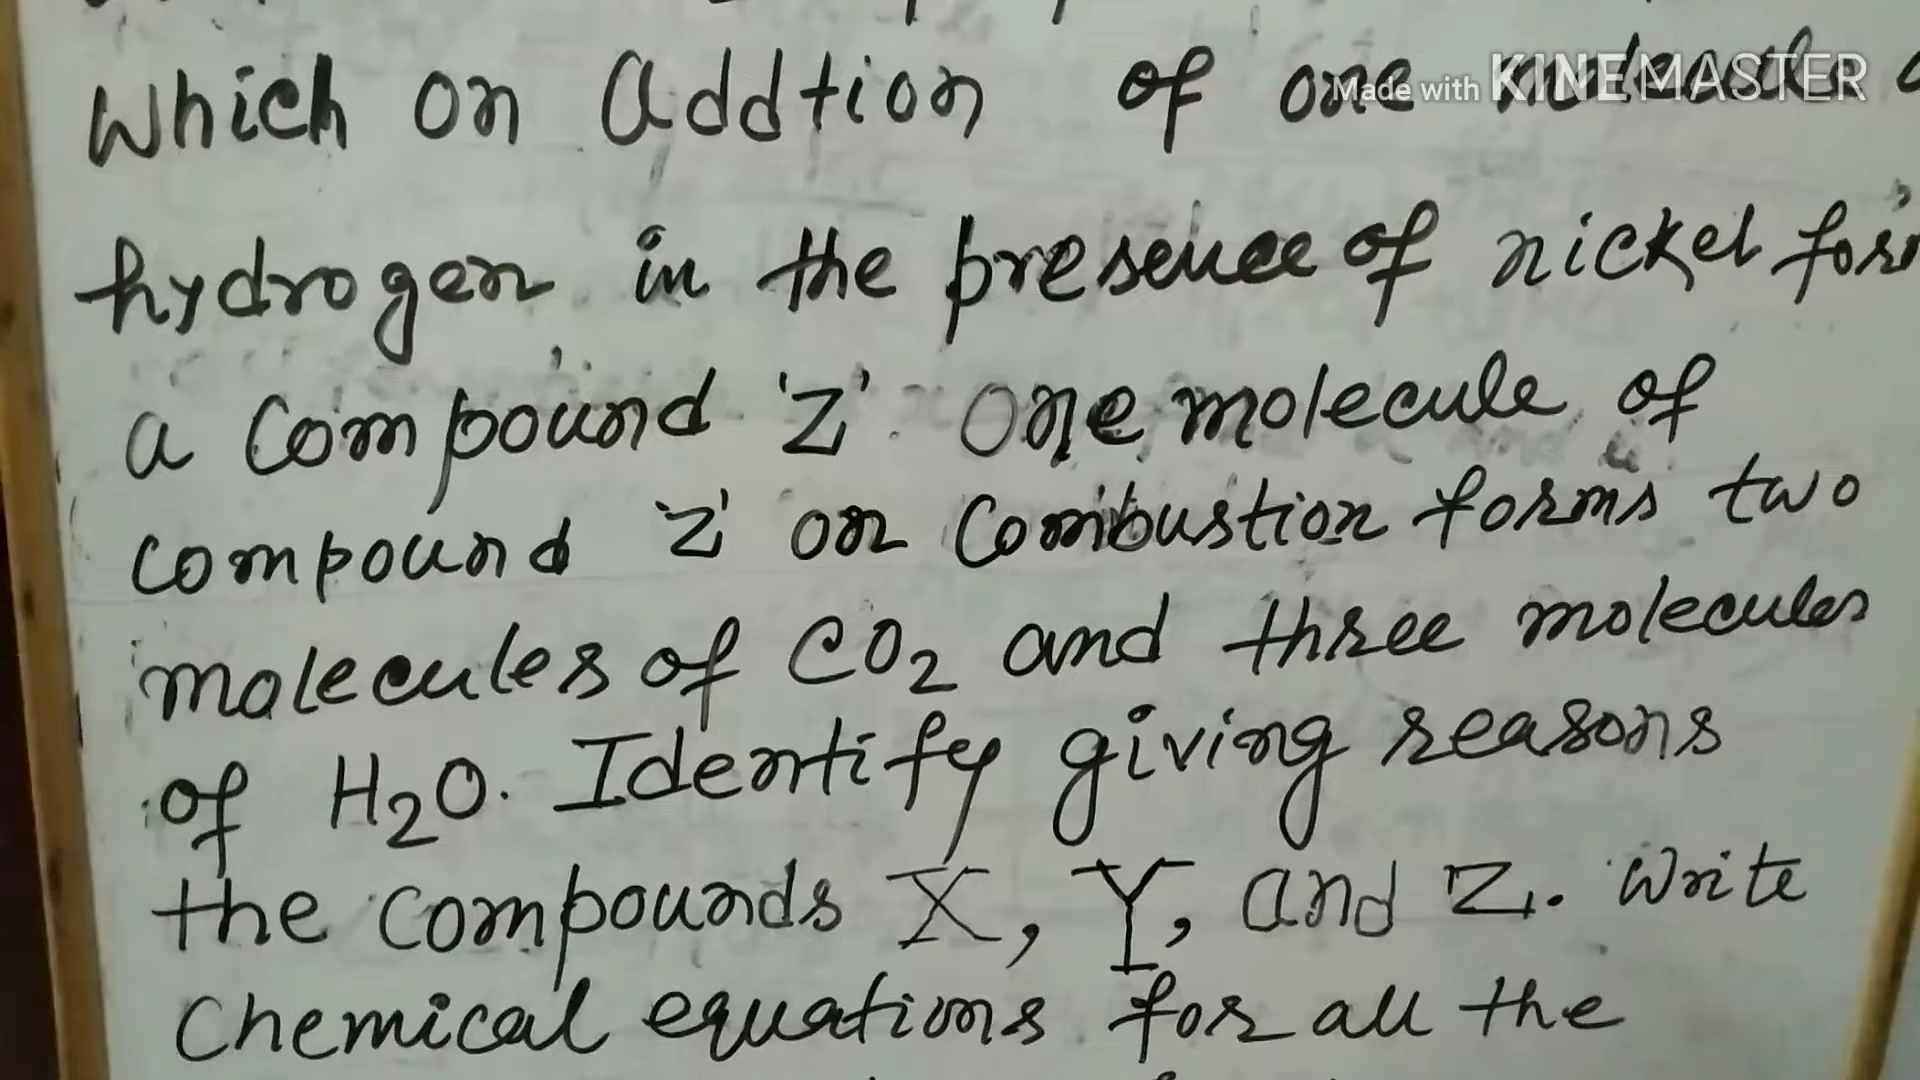 Made with KINEMASTER
Which on Addtion of one molecule
hydrogen in the presence of nickel form
a compound 'Z'. One molecule of
compound 'Z' on Combustion forms two
molecules of CO2 and three molecules
of H2O. Identify giving reasons
the compounds X, Y, and Z. Write
Chemical equations for all the